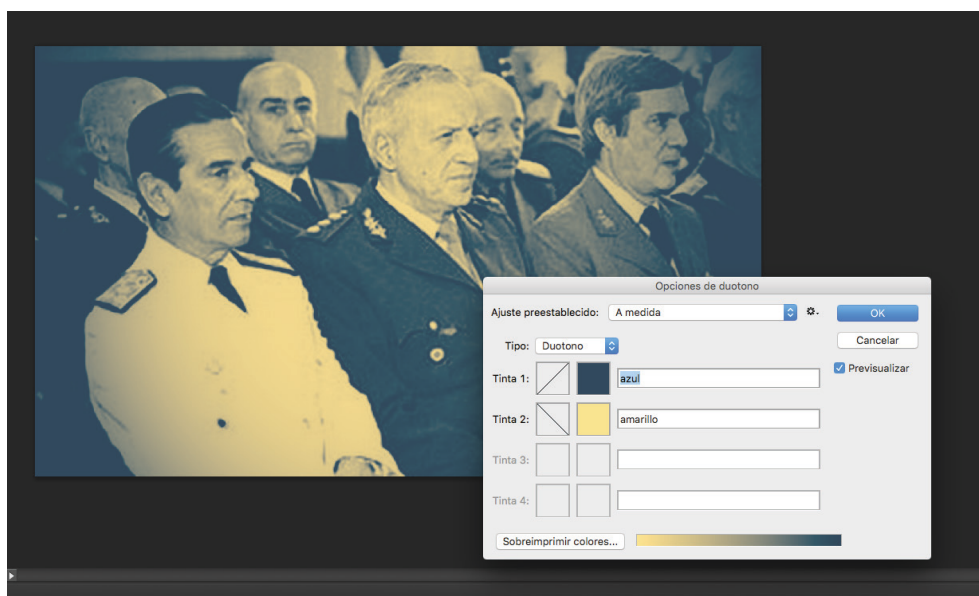 Opciones de duotono
Ajuste preestablecido: A medida
OK
Tipo: Duotono
Cancelar
Previsualizar
Tinta 1: azul
Tinta 2: amarillo
Tinta 3:
Tinta 4:
Sobreimprimir colores...